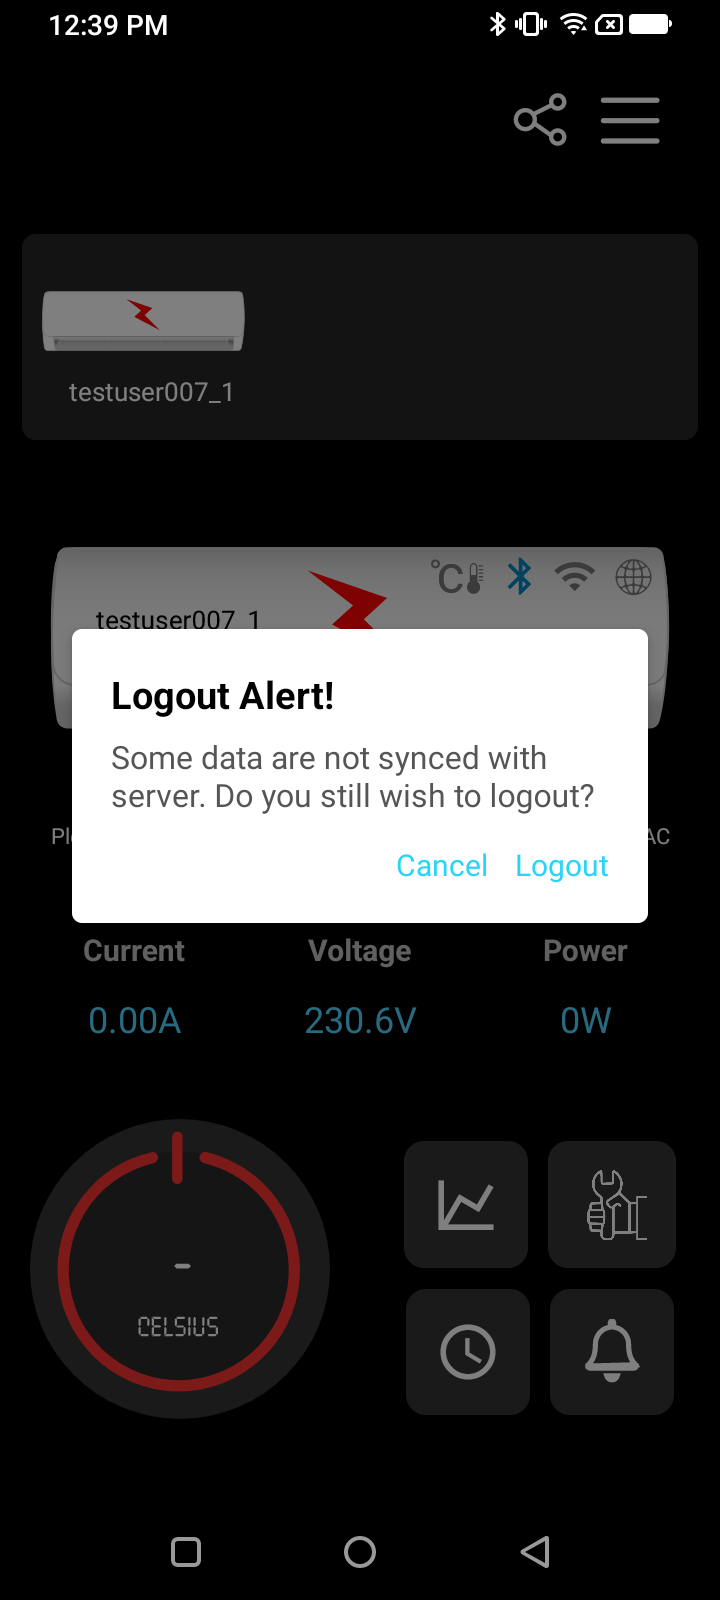 12:39 PM
testuser007_1
testuser007_1
Logout Alert!
Some data are not synced with
server. Do you still wish to logout?
AC
Cancel Logout
Current Voltage Power
0.00A 230.6V 0W
-
CELSIUS